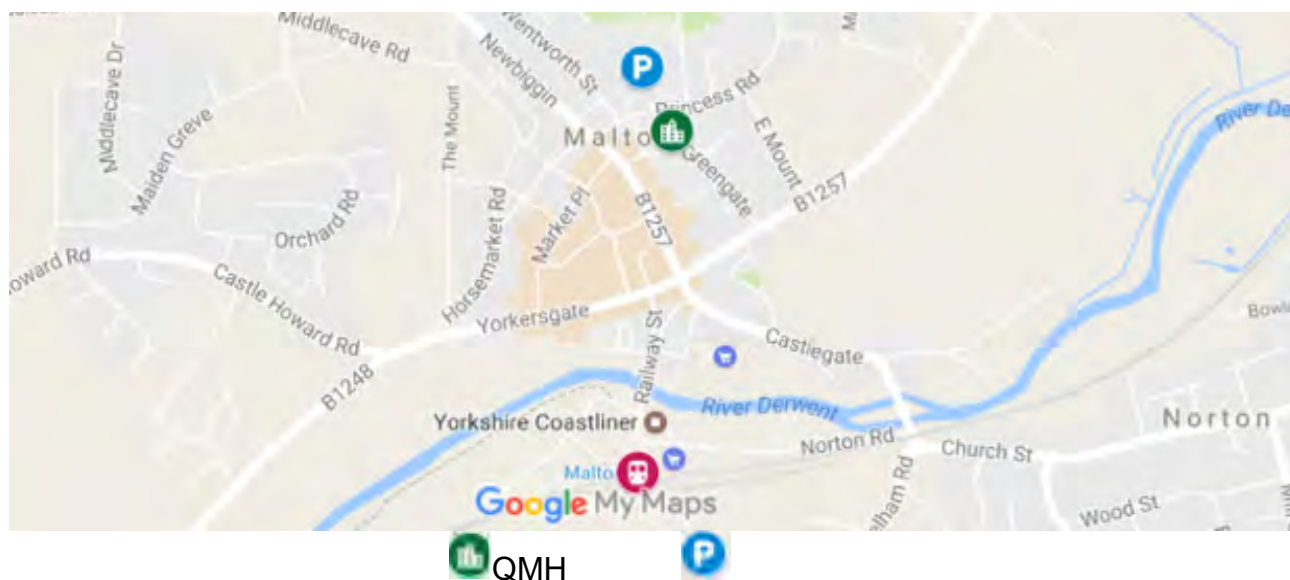 Middlecave Rd
Wentworth St
Newbiggin
Middlecave Dr
P
Princess Rd
Maiden Greve
The Mount
Malto
E Mount
Greengate
River De
B1257
B1257
Market Pl
Horsemarket Rd
Orchard Rd
oward Rd
Castle Howard Rd
Yorkersgate
Railway St
Castlegate
Bowl
B1248
River Derwent
Yorkshire Coastliner
Norton Rd
Church St
Norton
Malto
Google My Maps
elham Rd
Wood St
QMH
P